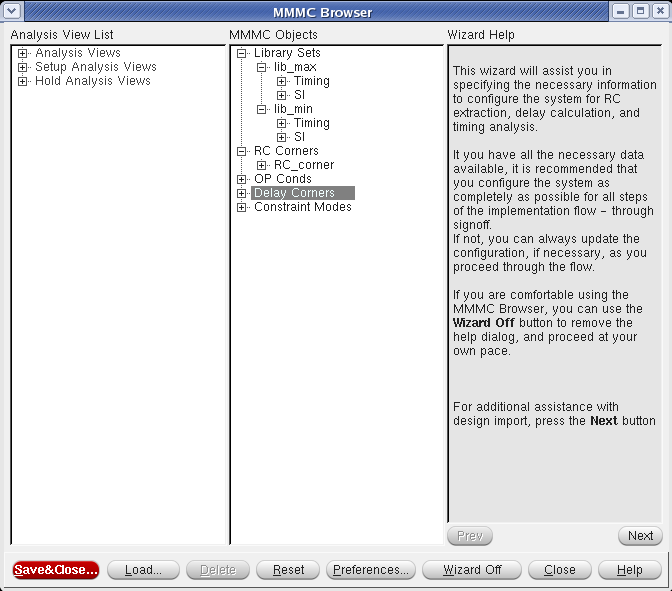 MMMC Browser
Analysis View List
Analysis Views
Setup Analysis Views
Hold Analysis Views
MMMC Objects
Library Sets
lib_max
Timing
SI
lib_min
Timing
SI
RC Corners
RC_corner
OP Conds
Delay Corners
Constraint Modes
Wizard Help
This wizard will assist you in
specifying the necessary information
to configure the system for RC
extraction, delay calculation, and
timing analysis.
If you have all the necessary data
available, it is recommended that
you configure the system as
completely as possible for all steps
of the implementation flow – through
signoff.
If not, you can always update the
configuration, if necessary, as you
proceed through the flow.
If you are comfortable using the
MMMC Browser, you can use the
Wizard Off button to remove the
help dialog, and proceed at your
own pace.
For additional assistance with
design import, press the Next button
Prev Next
Save&Close... Load... Delete Reset Preferences... Wizard Off Close Help